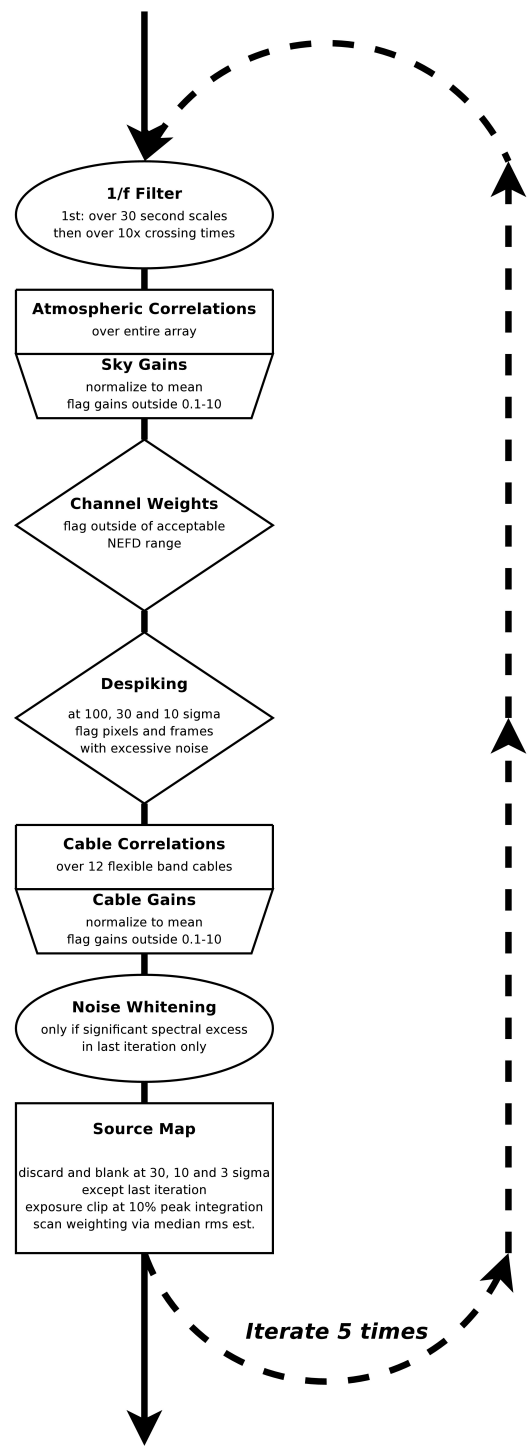 1/f Filter
1st: over 30 second scales
then over 10x crossing times
Atmospheric Correlations
over entire array
Sky Gains
normalize to mean
flag gains outside 0.1-10
Channel Weights
flag outside of acceptable
NEFD range
Despiking
at 100, 30 and 10 sigma
flag pixels and frames
with excessive noise
Cable Correlations
over 12 flexible band cables
Cable Gains
normalize to mean
flag gains outside 0.1-10
Noise Whitening
only if significant spectral excess
in last iteration only
Source Map
discard and blank at 30, 10 and 3 sigma
except last iteration
exposure clip at 10% peak integration
scan weighting via median rms est.
Iterate 5 times